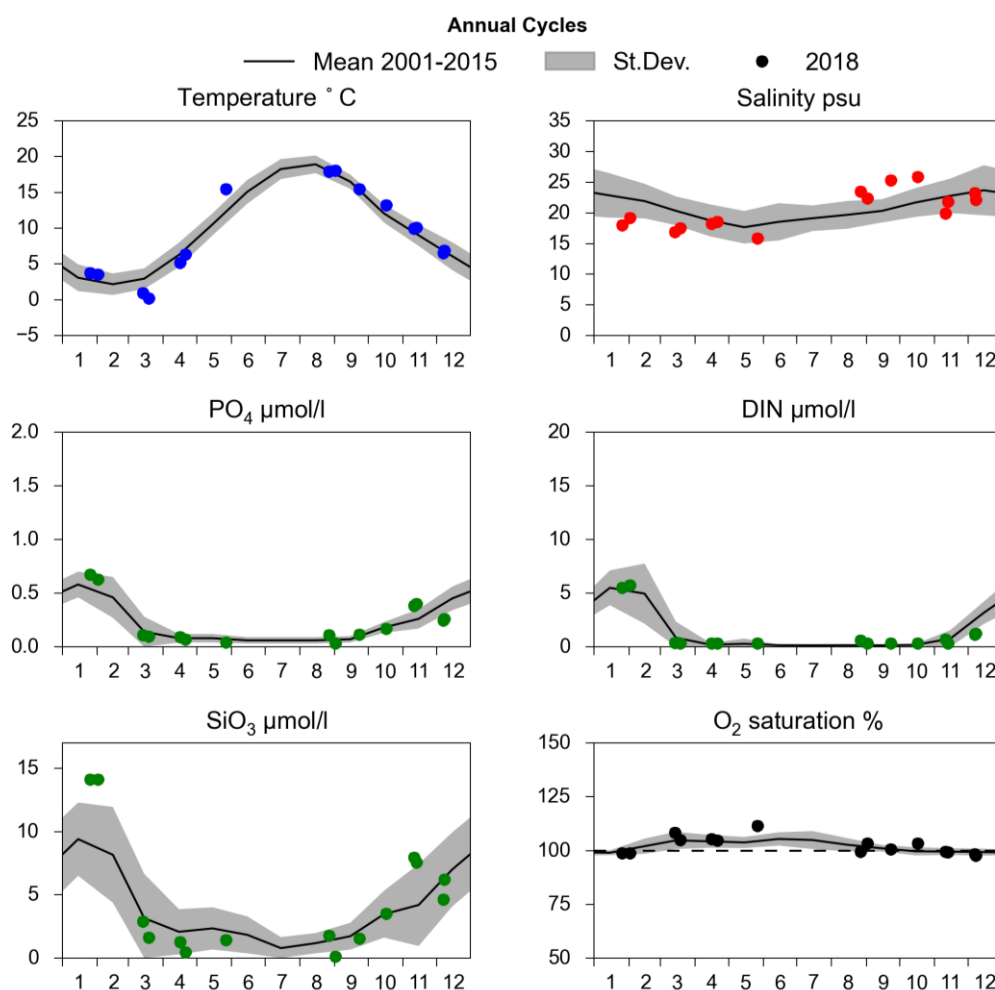 Annual Cycles
Mean 2001-2015 St.Dev. 2018
Temperature ° C
25
20
15
10
5
0
−5
1 2 3 4 5 6 7 8 9 10 11 12
Salinity psu
35
30
25
20
15
10
5
0
1 2 3 4 5 6 7 8 9 10 11 12
PO₄ µmol/l
2.0
1.5
1.0
0.5
0.0
1 2 3 4 5 6 7 8 9 10 11 12
DIN µmol/l
20
15
10
5
0
1 2 3 4 5 6 7 8 9 10 11 12
SiO₃ µmol/l
15
10
5
0
1 2 3 4 5 6 7 8 9 10 11 12
O₂ saturation %
150
125
100
75
50
1 2 3 4 5 6 7 8 9 10 11 12